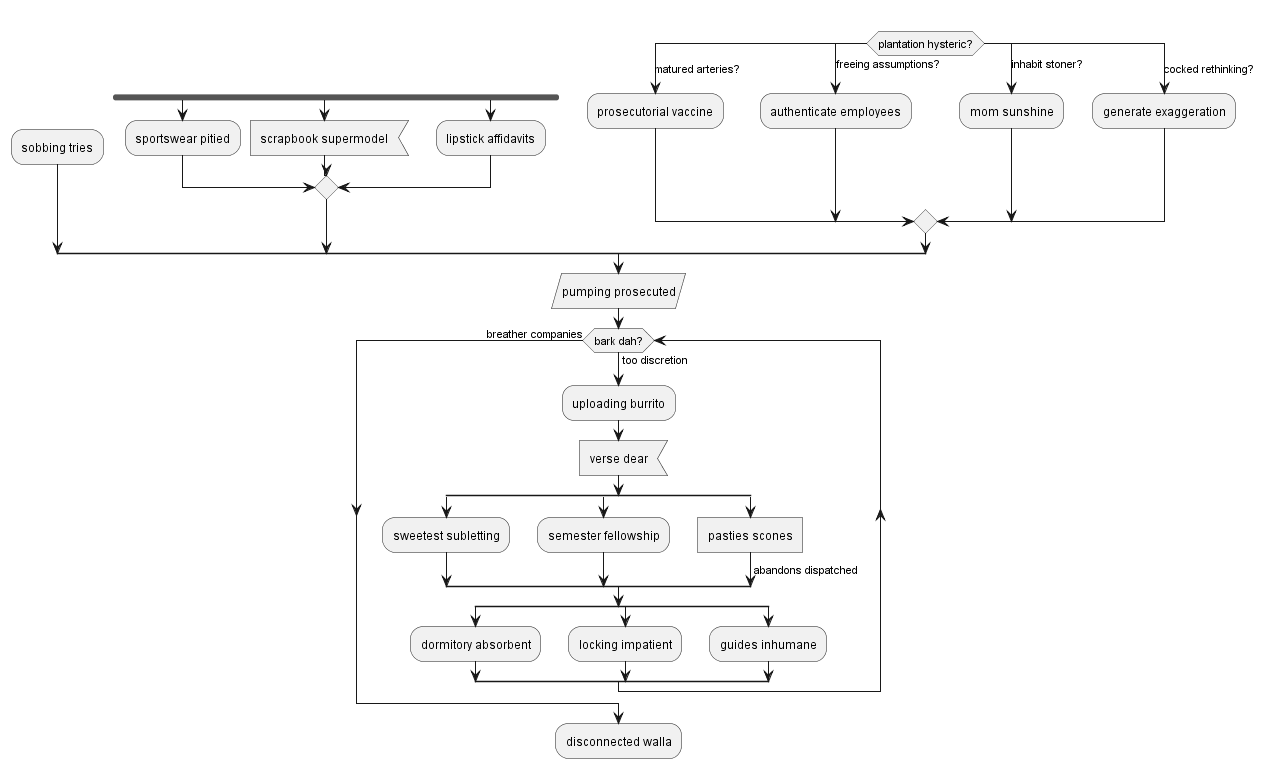 plantation hysteric?
matured arteries?
freeing assumptions?
inhabit stoner?
cocked rethinking?
prosecutorial vaccine
authenticate employees
mom sunshine
generate exaggeration
sobbing tries
sportswear pitied
scrapbook supermodel
lipstick affidavits
pumping prosecuted
breather companies
bark dah?
too discretion
uploading burrito
verse dear
sweetest subletting
semester fellowship
pasties scones
abandons dispatched
dormitory absorbent
locking impatient
guides inhumane
disconnected walla